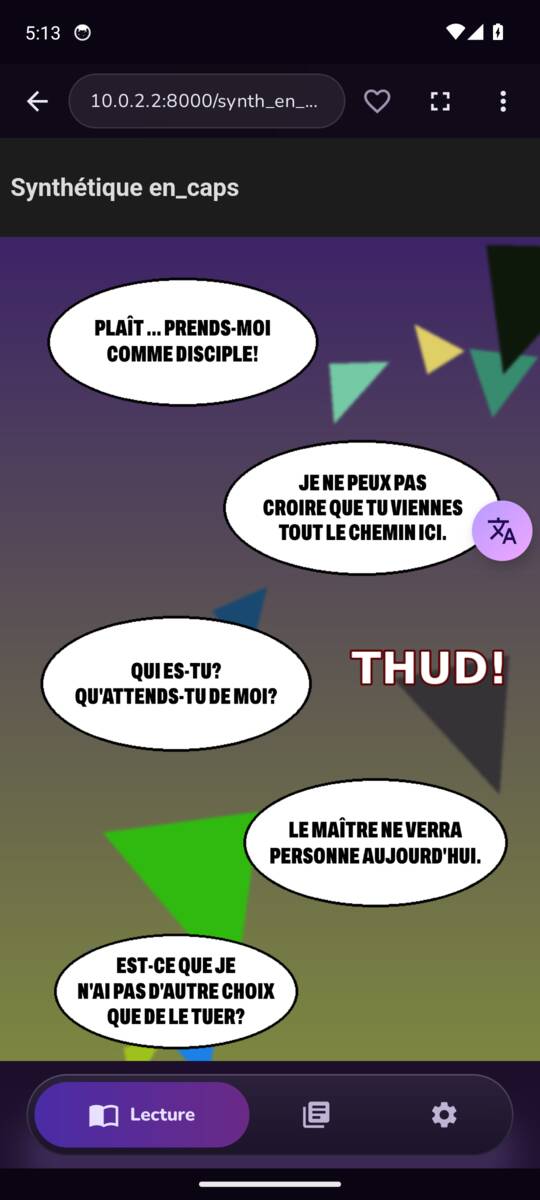 5:13
10.0.2.2:8000/synth_en_...
Synthétique en_caps
PLAÎT ... PRENDS-MOI
COMME DISCIPLE!
JE NE PEUX PAS
CROIRE QUE TU VIENNES
TOUT LE CHEMIN ICI.
QUI ES-TU?
QU'ATTENDS-TU DE MOI?
THUD!
LE MAÎTRE NE VERRA
PERSONNE AUJOURD'HUI.
EST-CE QUE JE
N'AI PAS D'AUTRE CHOIX
QUE DE LE TUER?
Lecture